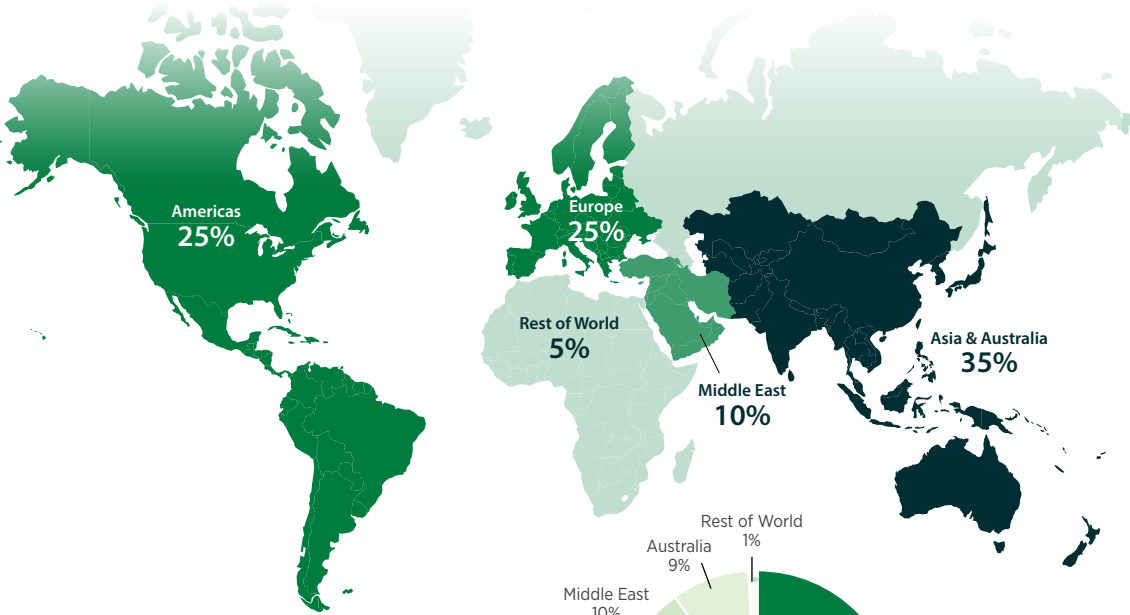 Americas
25%
Europe
25%
Rest of World
5%
Asia & Australia
35%
Middle East
10%
Rest of World
1%
Australia
9%
Middle East
10%